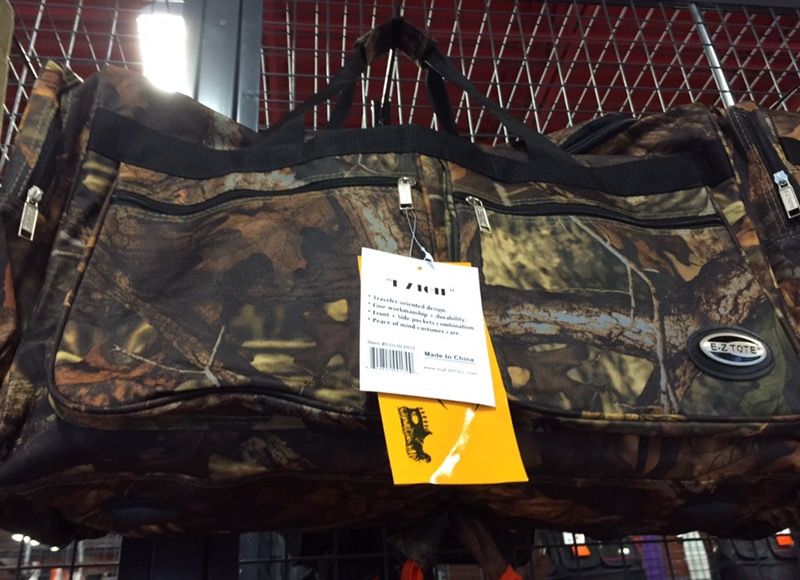 • Traveler oriented design.
• Fine workmanship + durability.
• Front + Side pockets combination.
• Peace of mind customer care.
Made In China
E-Z TOTE